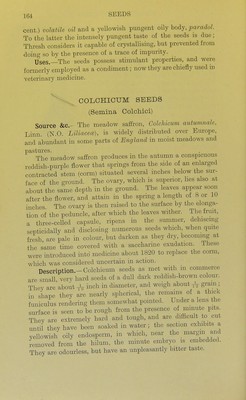 164 SEEDS
cent.) volatile oil and a yellowish pungent oily body, paradol.
To the latter the intensely pungent taste of the seeds is due;
Thresh considers it capable of crystallising, but prevented from
doing so by the presence of a traces of impurity.
Uses.—The seeds possess stimulant properties, and were
formerly employed as a condiment; now they are chiefly used in
veterinary medicine.
COLCHICUM SEEDS
(Semina Colchici)
Source &c.—The meadow saffron, Colchicum autumnale,
Linn. (N.O. Liliaceæ), is widely distributed over Europe,
and abundant in some parts of England in moist meadows and
pastures.
The meadow saffron produces in the autumn a conspicuous
reddish-purple flower that springs from the side of an enlarged
contracted stem (corm) situated several inches below the sur-
face of the ground. The ovary, which is superior, lies also at
about the same depth in the ground. The leaves appear soon
after the flower, and attain in the spring a length of 8 or 10
inches. The ovary is then raised to the surface by the elonga-
tion of the peduncle, after which the leaves wither. The fruit,
a three-celled capsule, ripens in the summer, dehiscing
septicidally and disclosing numerous seeds which, when quite
fresh, are pale in colour, but darken as they dry, becoming at
the same time covered with a saccharine exudation. These
were introduced into medicine about 1820 to replace the corm,
which was considered uncertain in action.
Description.—Colchicum seeds as met with in commerce
are small, very hard seeds of a dull dark reddish-brown colour.
They are about inch in diameter, and weigh about grain;
in shape they are nearly spherical, the remains of a thick
funiculus rendering them somewhat pointed. Under a lens the
surface is seen to be rough from the presence of minute pits.
They are extremely hard and tough, and are difficult to cut
until they have been soaked in water; the section exhibits a
yellowish oily endosperm, in which, near the margin and
removed from the hilum, the minute embryo is embedded.
They are odourless, but have an unpleasantly bitter taste.